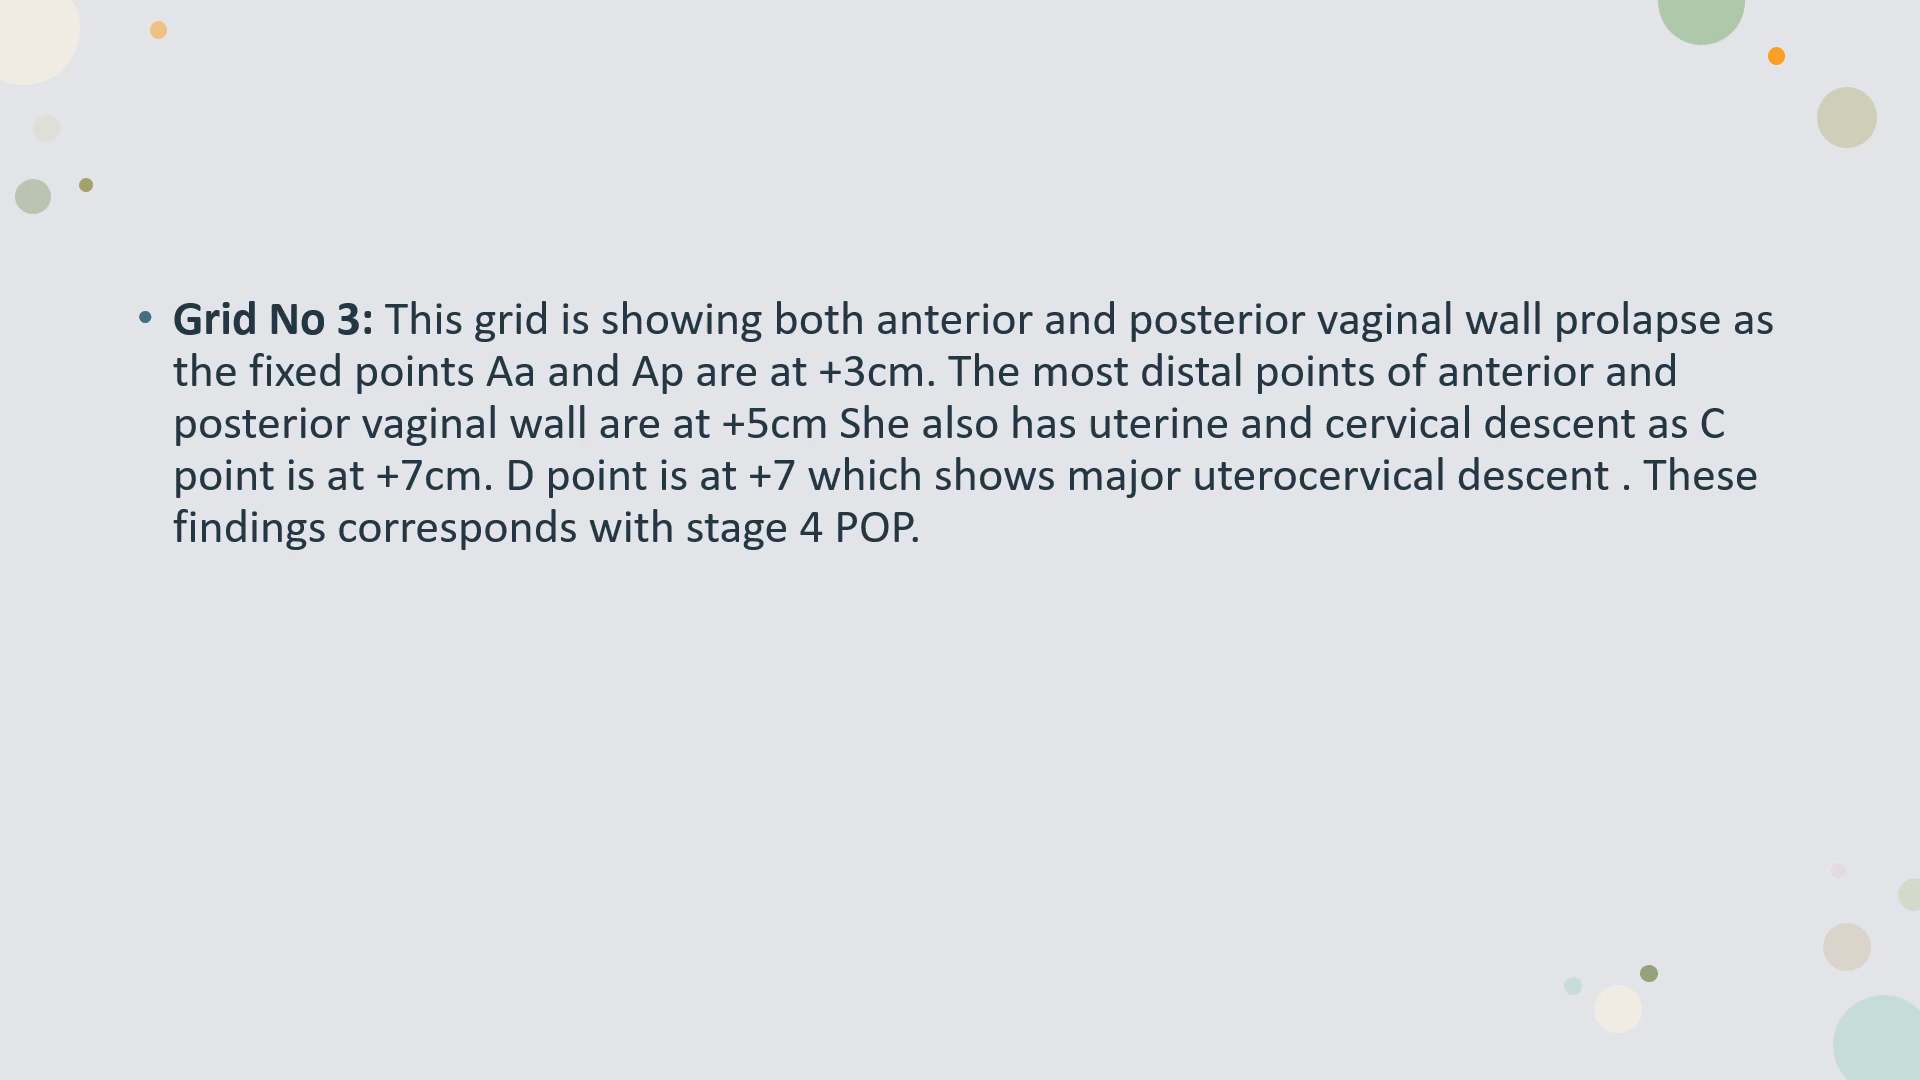 • Grid No 3: This grid is showing both anterior and posterior vaginal wall prolapse as
the fixed points Aa and Ap are at +3cm. The most distal points of anterior and
posterior vaginal wall are at +5cm She also has uterine and cervical descent as C
point is at +7cm. D point is at +7 which shows major uterocervical descent . These
findings corresponds with stage 4 POP.